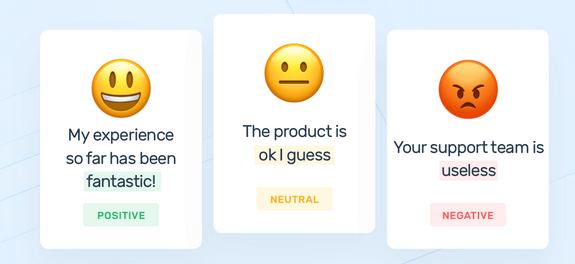 My experience
so far has been
fantastic!
POSITIVE
The product is
ok I guess
NEUTRAL
Your support team is
useless
NEGATIVE